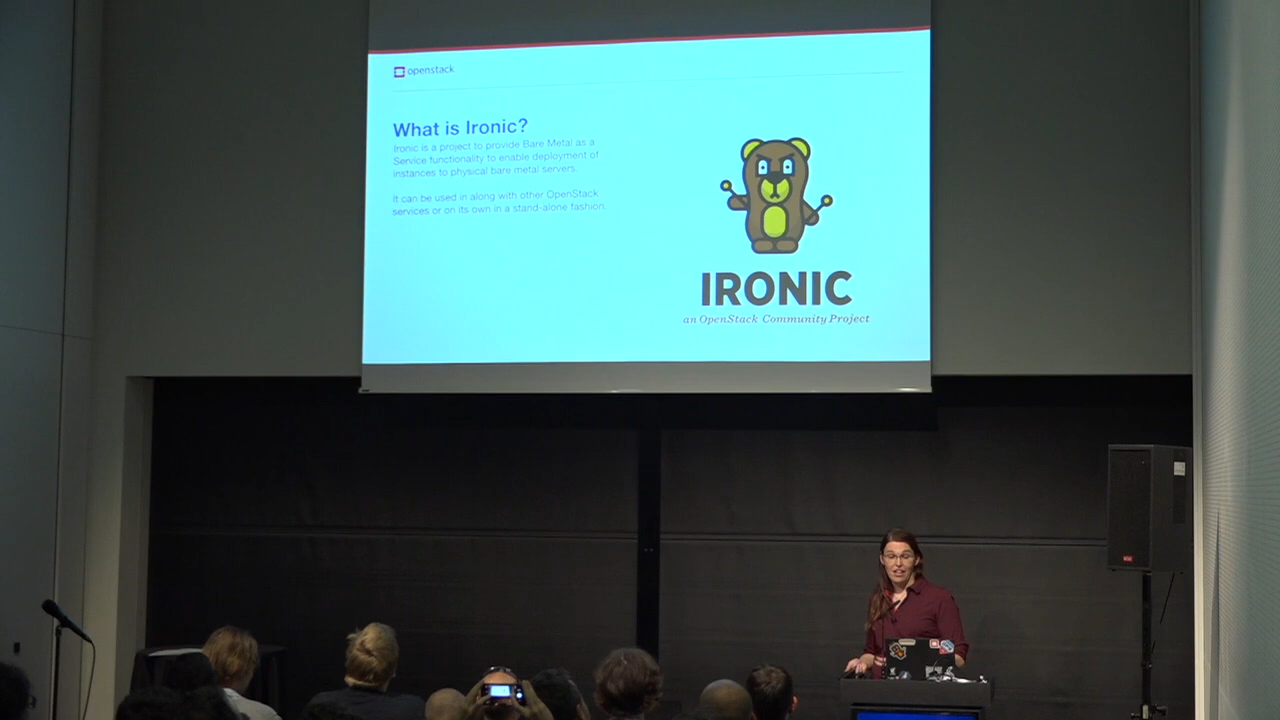 openstack.
What is Ironic?
Ironic is a project to provide Bare Metal as a
Service functionality to enable deployment of
instances to physical bare metal servers.
It can be used in along with other OpenStack
services or on its own in a stand-alone fashion.
IRONIC
an OpenStack Community Project